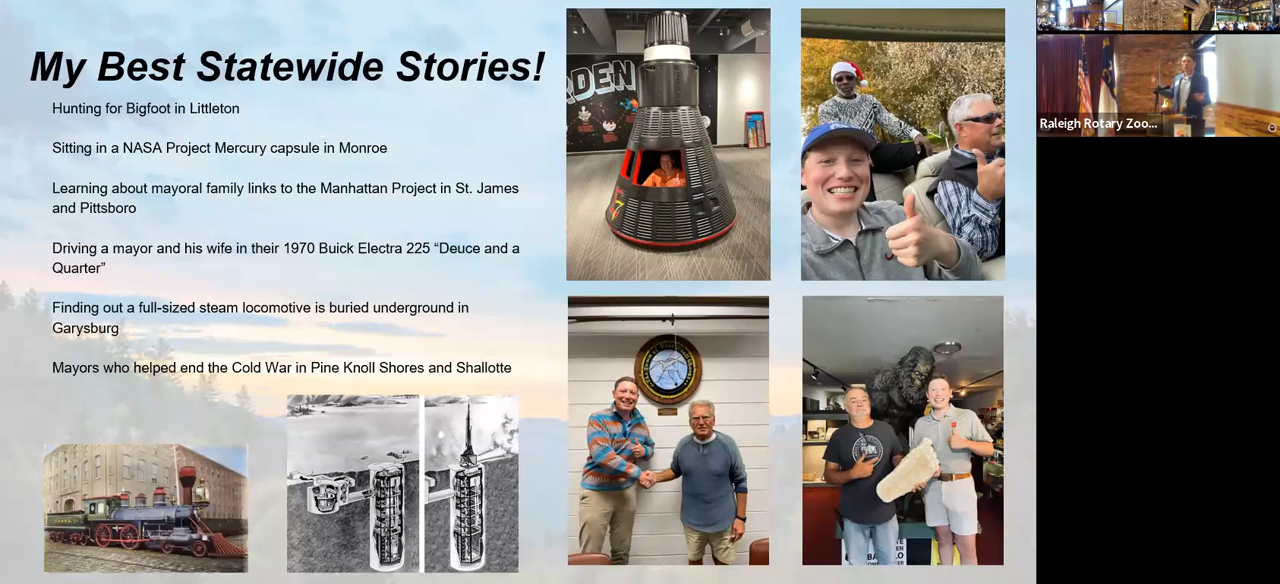 My Best Statewide Stories!
Hunting for Bigfoot in Littleton
Sitting in a NASA Project Mercury capsule in Monroe
Learning about mayoral family links to the Manhattan Project in St. James
and Pittsboro
Driving a mayor and his wife in their 1970 Buick Electra 225 “Deuce and a
Quarter”
Finding out a full-sized steam locomotive is buried underground in
Garysburg
Mayors who helped end the Cold War in Pine Knoll Shores and Shallotte
RDEN
7
Raleigh Rotary Zoo...